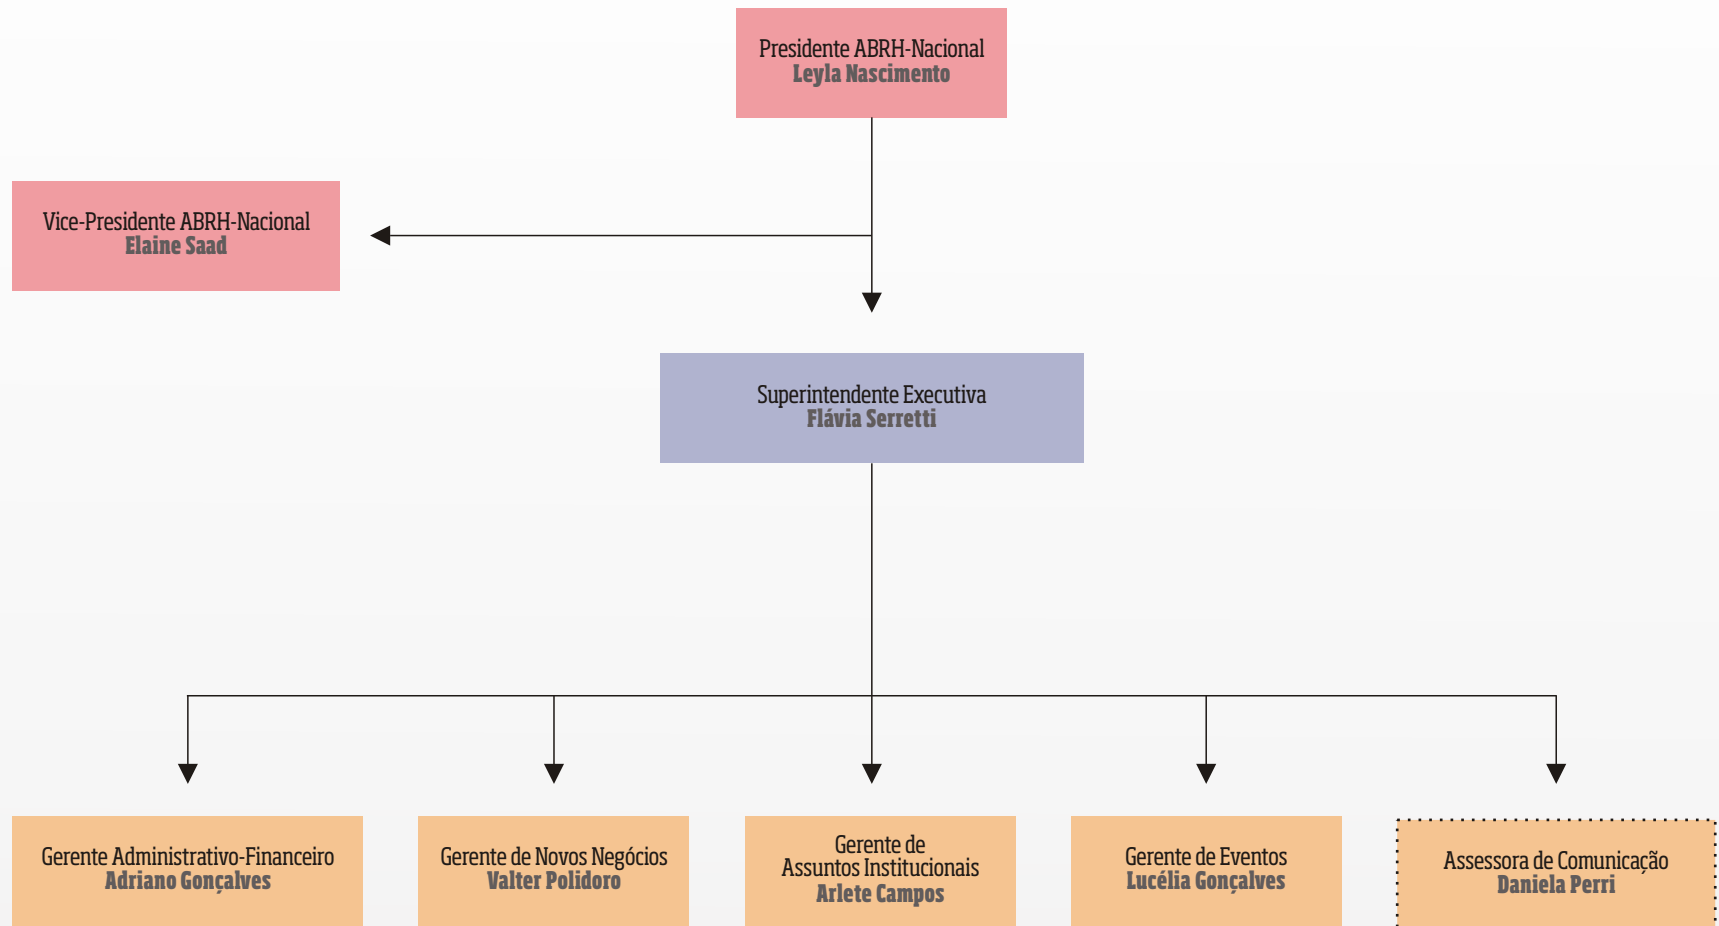 Presidente ABRH-Nacional
Leyla Nascimento
Vice-Presidente ABRH-Nacional
Elaine Saad
Superintendente Executiva
Flávia Serretti
Gerente Administrativo-Financeiro
Adriano Gonçalves
Gerente de Novos Negócios
Valter Polidoro
Gerente de
Assuntos Institucionais
Arlete Campos
Gerente de Eventos
Lucélia Gonçalves
Assessora de Comunicação
Daniela Perri